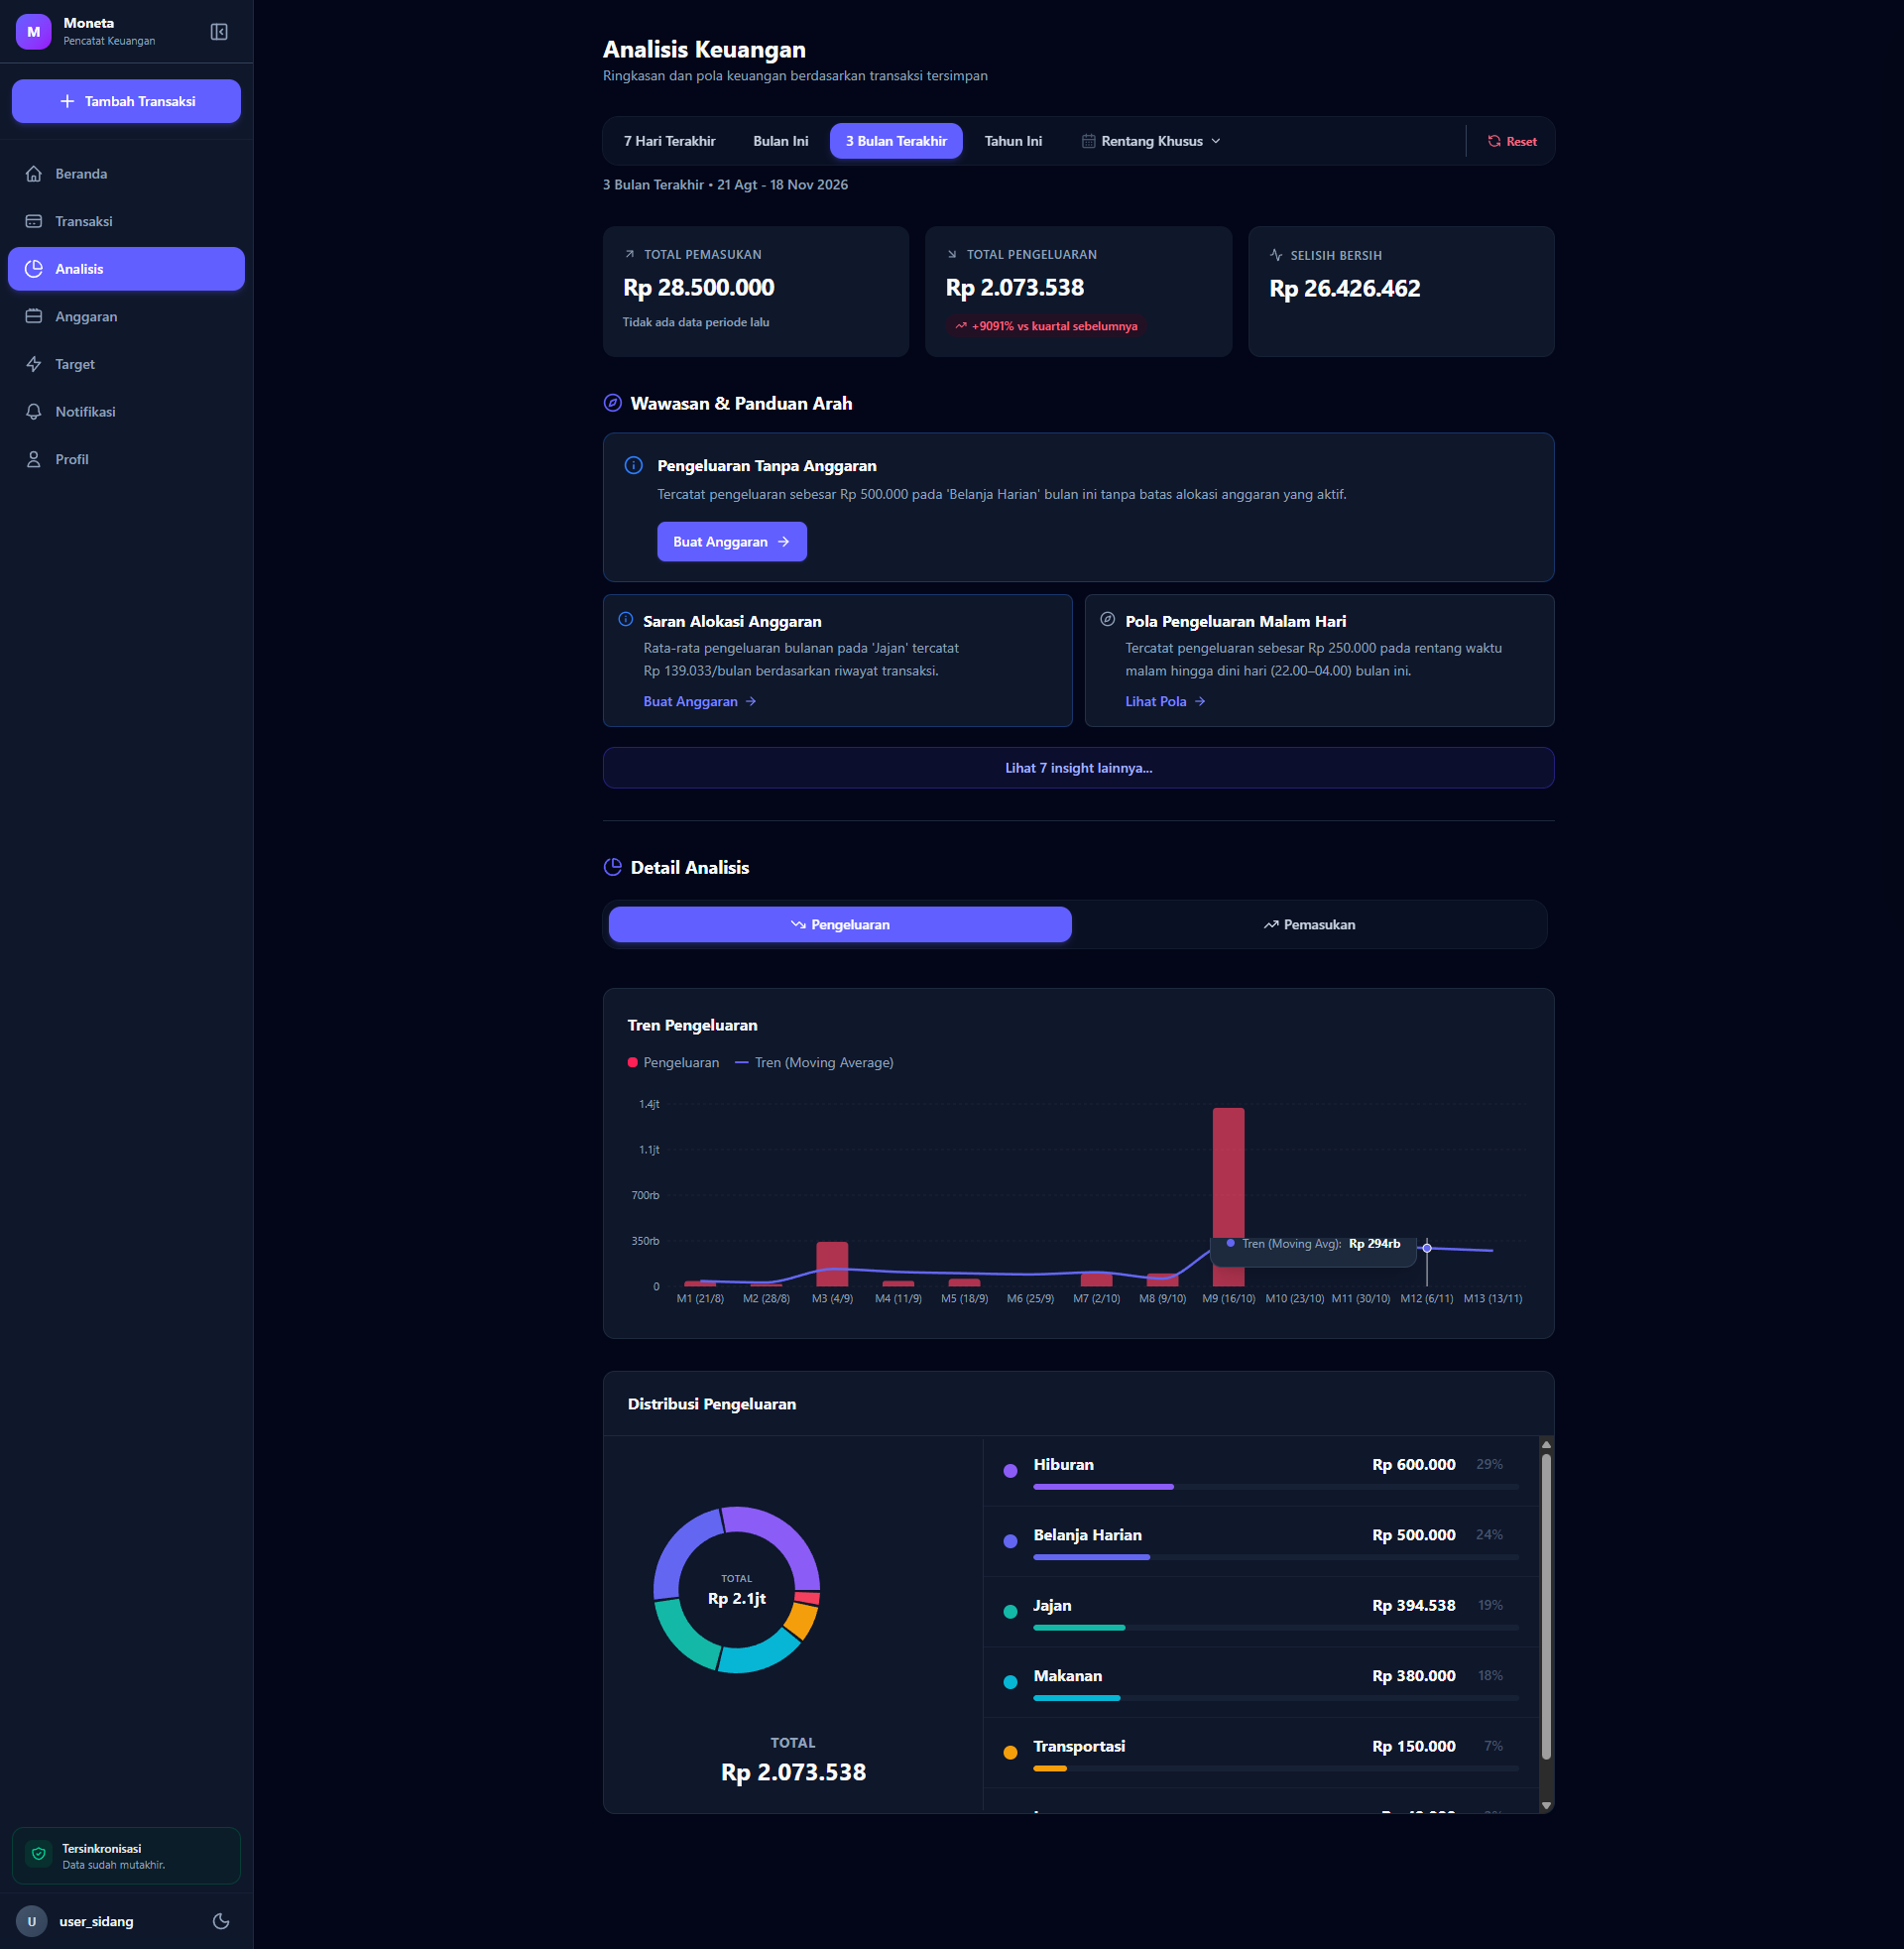 M
Moneta
Pencatat Keuangan
Tambah Transaksi
Beranda
Transaksi
Analisis
Anggaran
Target
Notifikasi
Profil
Tersinkronisasi
Data sudah mutakhir.
U
user_sidang
Analisis Keuangan
Ringkasan dan pola keuangan berdasarkan transaksi tersimpan
7 Hari Terakhir
Bulan Ini
3 Bulan Terakhir
Tahun Ini
Rentang Khusus
Reset
3 Bulan Terakhir • 21 Agt - 18 Nov 2026
TOTAL PEMASUKAN
Rp 28.500.000
Tidak ada data periode lalu
TOTAL PENGELUARAN
Rp 2.073.538
+9091% vs kuartal sebelumnya
SELISIH BERSIH
Rp 26.426.462
Wawasan & Panduan Arah
Pengeluaran Tanpa Anggaran
Tercatat pengeluaran sebesar Rp 500.000 pada 'Belanja Harian' bulan ini tanpa batas alokasi anggaran yang aktif.
Buat Anggaran
Saran Alokasi Anggaran
Rata-rata pengeluaran bulanan pada 'Jajan' tercatat
Rp 139.033/bulan berdasarkan riwayat transaksi.
Buat Anggaran
Pola Pengeluaran Malam Hari
Tercatat pengeluaran sebesar Rp 250.000 pada rentang waktu
malam hingga dini hari (22.00–04.00) bulan ini.
Lihat Pola
Lihat 7 insight lainnya...
Detail Analisis
Pengeluaran
Pemasukan
Tren Pengeluaran
Pengeluaran
Tren (Moving Average)
1.4jt
1.1jt
700rb
350rb
0
Tren (Moving Avg): Rp 294rb
M1 (21/8)
M2 (28/8)
M3 (4/9)
M4 (11/9)
M5 (18/9)
M6 (25/9)
M7 (2/10)
M8 (9/10)
M9 (16/10)
M10 (23/10)
M11 (30/10)
M12 (6/11)
M13 (13/11)
Distribusi Pengeluaran
TOTAL
Rp 2.1jt
TOTAL
Rp 2.073.538
Hiburan Rp 600.000 29%
Belanja Harian Rp 500.000 24%
Jajan Rp 394.538 19%
Makanan Rp 380.000 18%
Transportasi Rp 150.000 7%